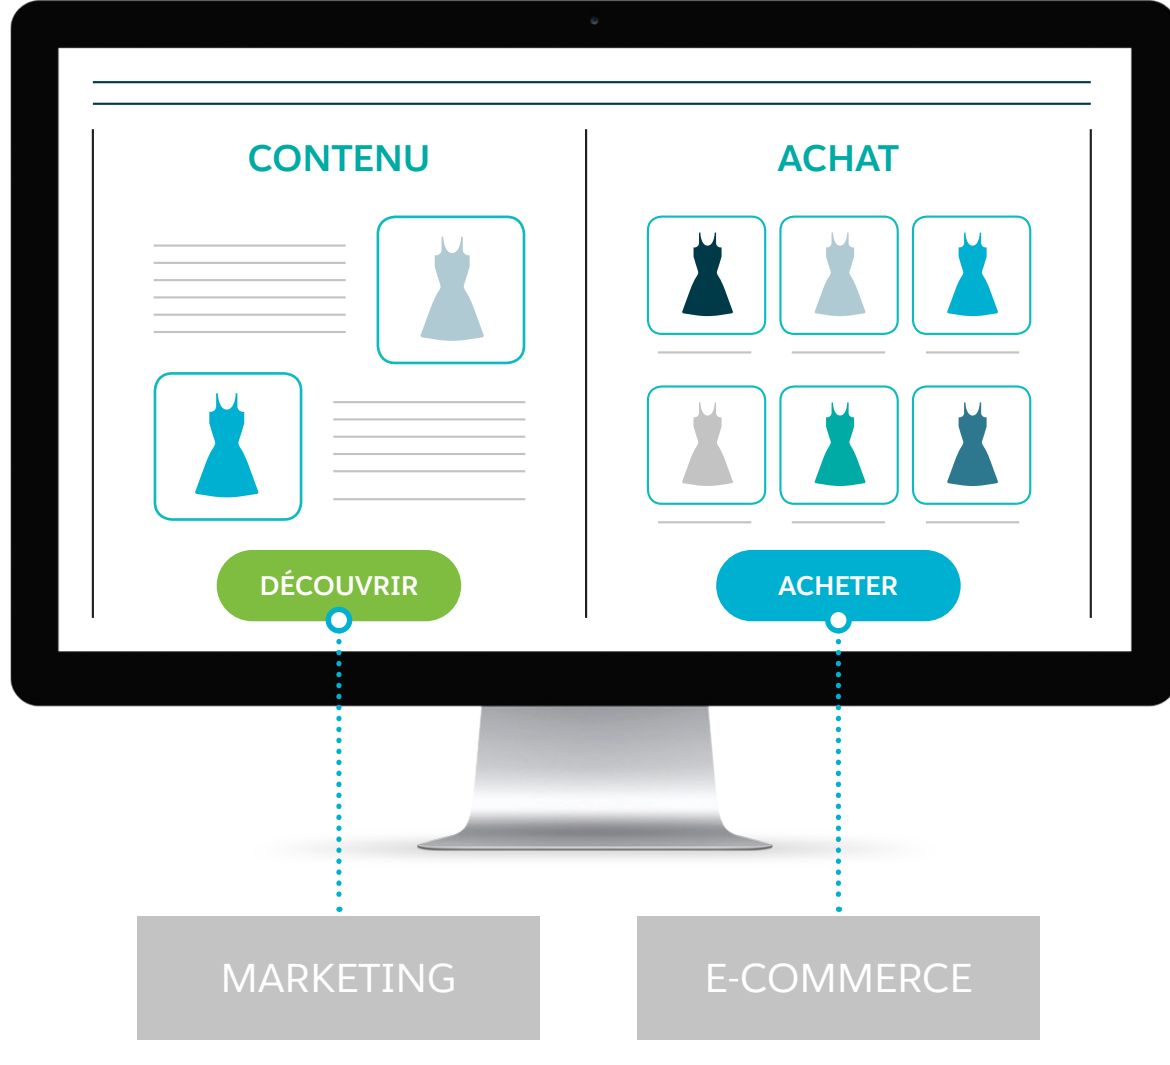 CONTENU
ACHAT
DÉCOUVRIR
ACHETER
MARKETING
E-COMMERCE